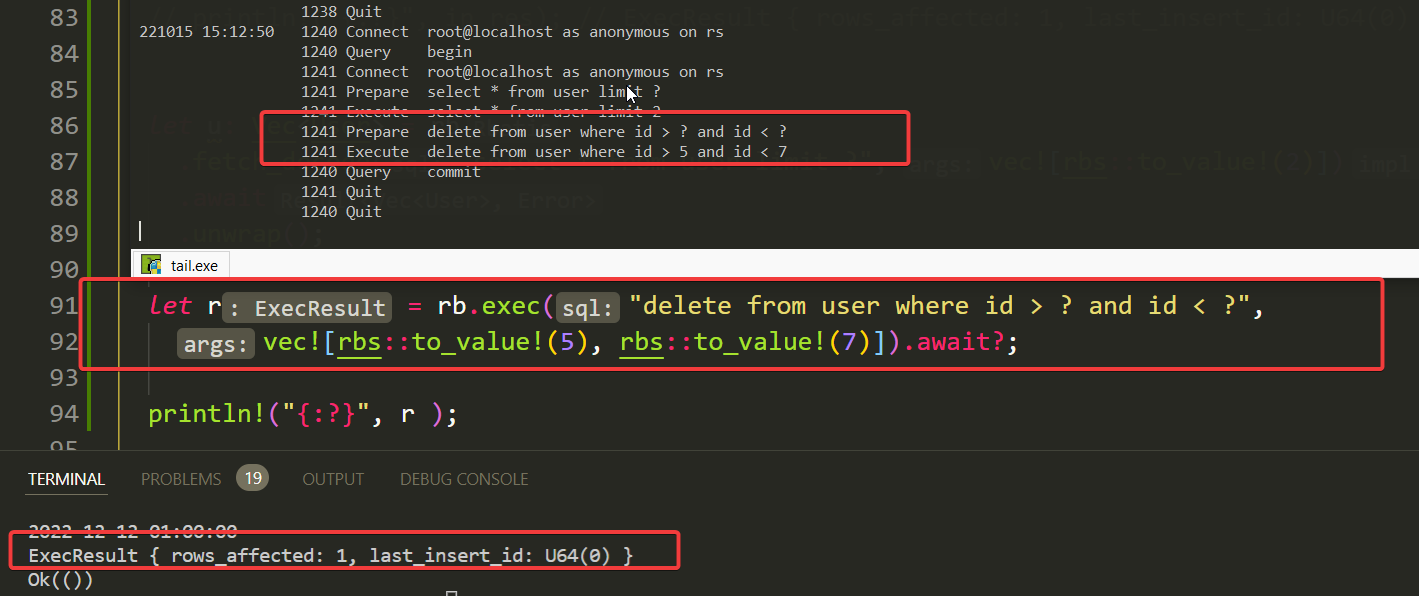 83
1238 Quit
221015 15:12:50 1240 Connect root@localhost as anonymous on rs
84 1240 Query begin
1241 Connect root@localhost as anonymous on rs
85 1241 Prepare select * from user limit ?
1241 Execute select * from user limit 2
86 1241 Prepare delete from user where id > ? and id < ?
87 1241 Execute delete from user where id > 5 and id < 7
1240 Query commit
88 1241 Quit
1240 Quit
89 unwrap();
90 tail.exe
91 let r: ExecResult = rb.exec(sql: "delete from user where id > ? and id < ?",
92 args: vec![rbs::to_value!(5), rbs::to_value!(7)]).await?;
93
94 println!("{:?}", r );
95
TERMINAL PROBLEMS 19 OUTPUT DEBUG CONSOLE
2022-12-12 01:00:00
ExecResult { rows_affected: 1, last_insert_id: U64(0) }
Ok(())